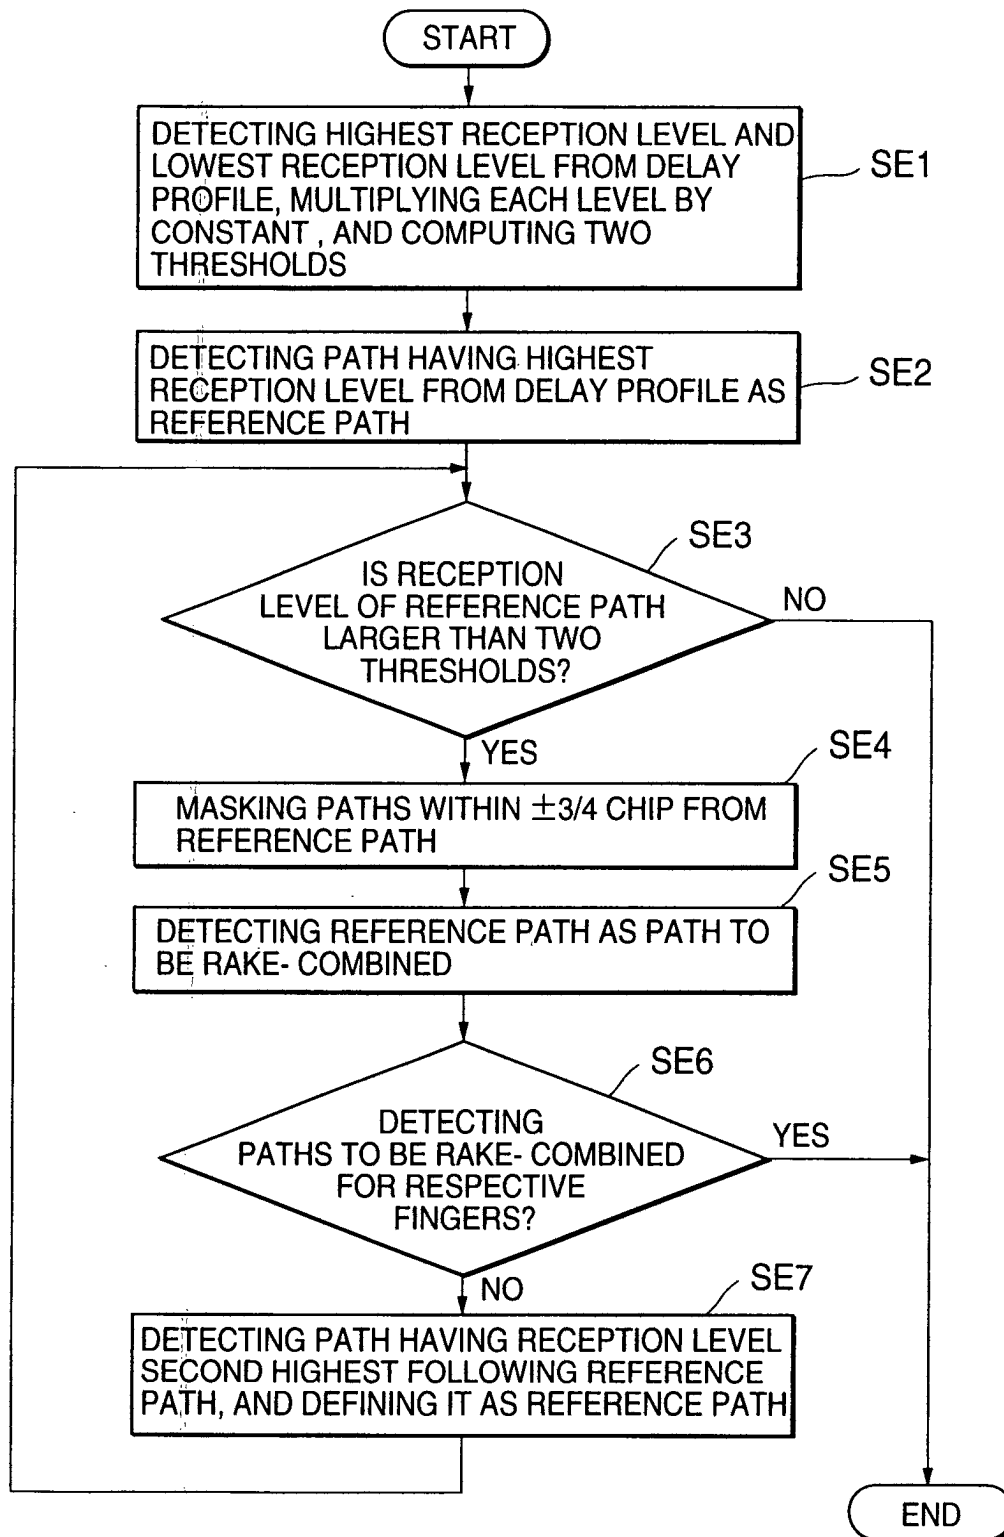 START
DETECTING HIGHEST RECEPTION LEVEL AND
LOWEST RECEPTION LEVEL FROM DELAY
PROFILE, MULTIPLYING EACH LEVEL BY
CONSTANT , AND COMPUTING TWO
THRESHOLDS
SE1
DETECTING PATH HAVING HIGHEST
RECEPTION LEVEL FROM DELAY PROFILE AS
REFERENCE PATH
SE2
SE3
IS RECEPTION
LEVEL OF REFERENCE PATH
LARGER THAN TWO
THRESHOLDS?
NO
YES
SE4
MASKING PATHS WITHIN ±3/4 CHIP FROM
REFERENCE PATH
SE5
DETECTING REFERENCE PATH AS PATH TO
BE RAKE- COMBINED
SE6
DETECTING
PATHS TO BE RAKE- COMBINED
FOR RESPECTIVE
FINGERS?
YES
NO
SE7
DETECTING PATH HAVING RECEPTION LEVEL
SECOND HIGHEST FOLLOWING REFERENCE
PATH, AND DEFINING IT AS REFERENCE PATH
END